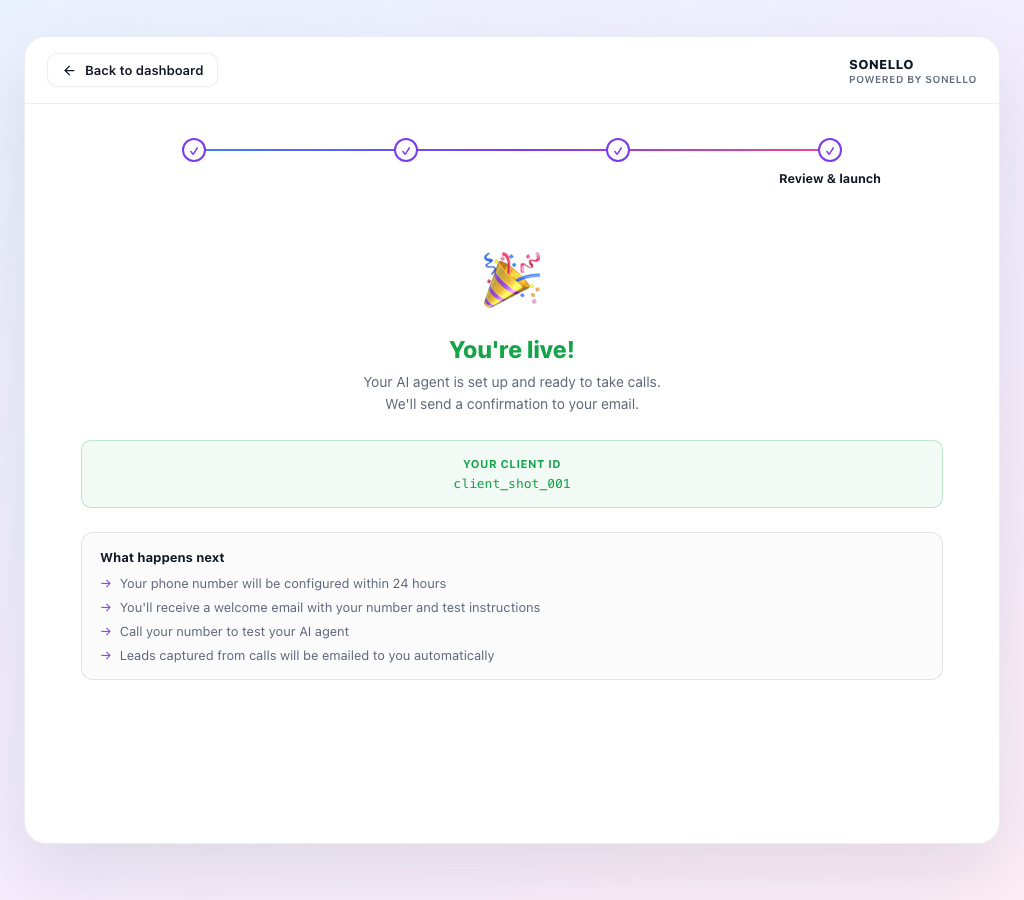 Back to dashboard
SONELLO
POWERED BY SONELLO
Review & launch
You're live!
Your AI agent is set up and ready to take calls.
We'll send a confirmation to your email.
YOUR CLIENT ID
client_shot_001
What happens next
→ Your phone number will be configured within 24 hours
→ You'll receive a welcome email with your number and test instructions
→ Call your number to test your AI agent
→ Leads captured from calls will be emailed to you automatically